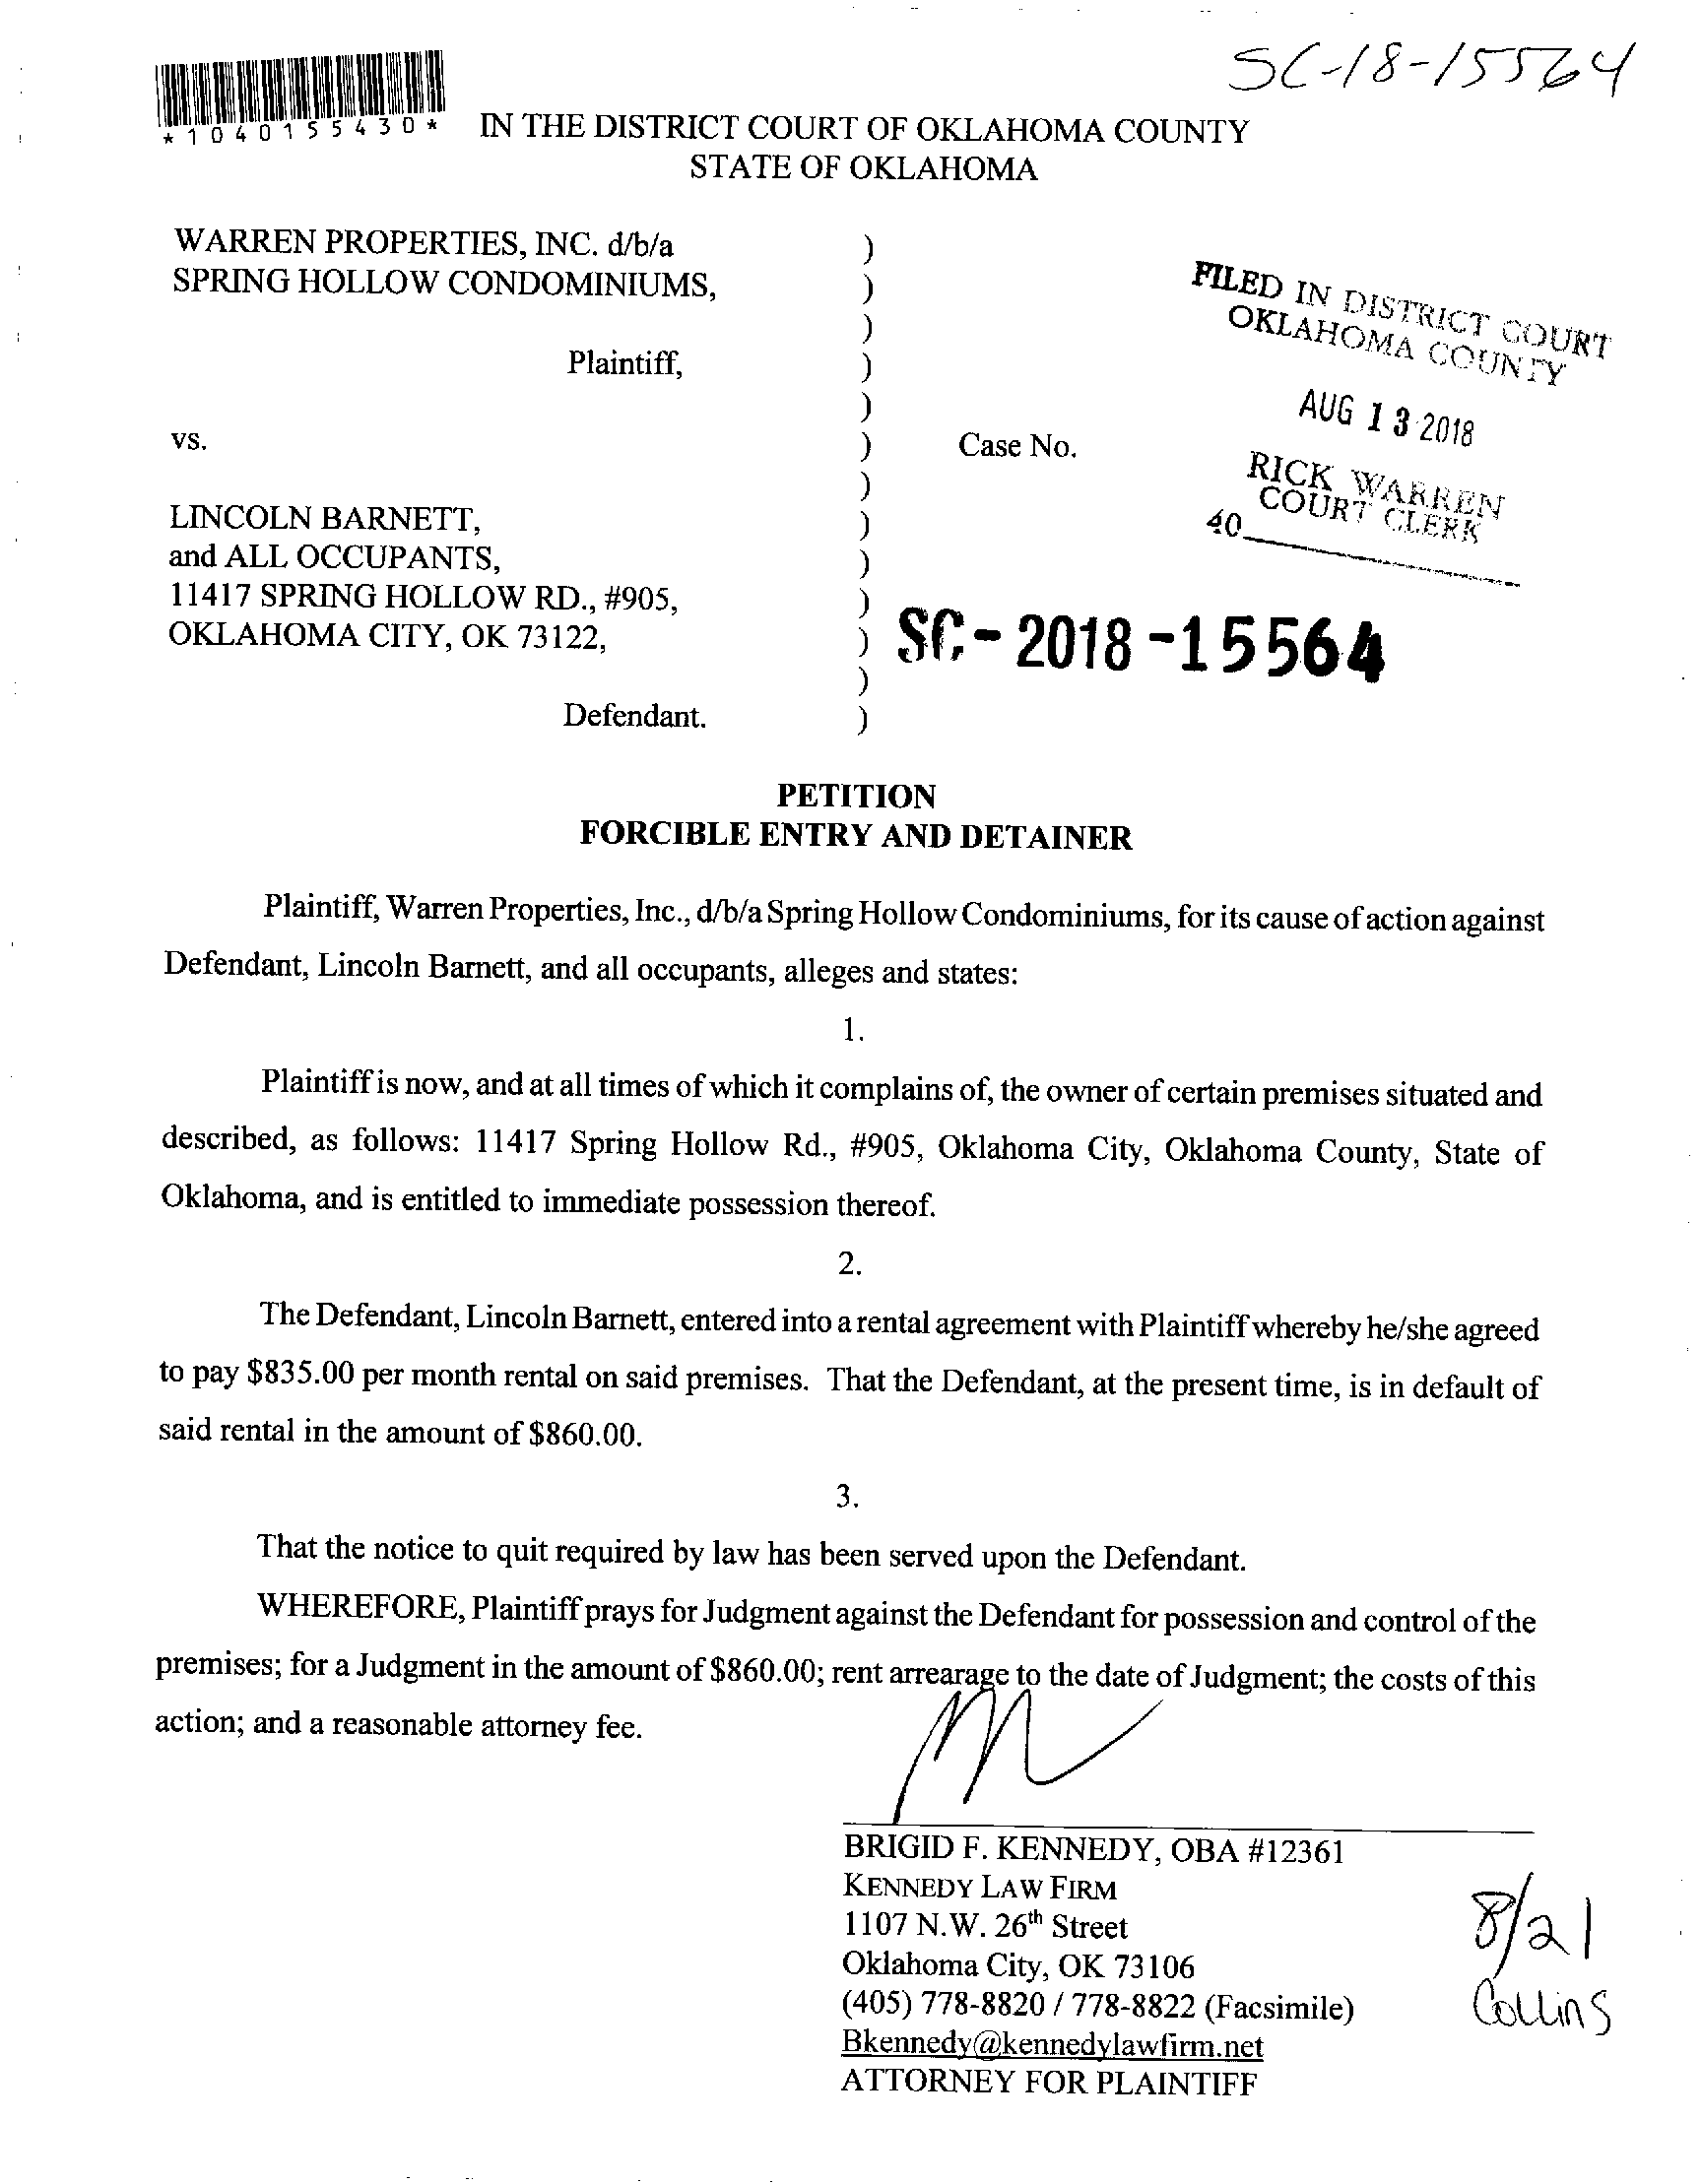 SC-18-15564
*1040155430*
IN THE DISTRICT COURT OF OKLAHOMA COUNTY
STATE OF OKLAHOMA
WARREN PROPERTIES, INC. d/b/a )
SPRING HOLLOW CONDOMINIUMS, )
)
Plaintiff, )
)
vs. ) Case No.
)
LINCOLN BARNETT, )
and ALL OCCUPANTS, )
11417 SPRING HOLLOW RD., #905, )
OKLAHOMA CITY, OK 73122, )
)
Defendant. )
FILED IN DISTRICT COURT
OKLAHOMA COUNTY
AUG 13 2018
RICK WARREN
COURT CLERK
40
SC-2018-15564
PETITION
FORCIBLE ENTRY AND DETAINER
Plaintiff, Warren Properties, Inc., d/b/a Spring Hollow Condominiums, for its cause of action against
Defendant, Lincoln Barnett, and all occupants, alleges and states:
1.
Plaintiff is now, and at all times of which it complains of, the owner of certain premises situated and
described, as follows: 11417 Spring Hollow Rd., #905, Oklahoma City, Oklahoma County, State of
Oklahoma, and is entitled to immediate possession thereof.
2.
The Defendant, Lincoln Barnett, entered into a rental agreement with Plaintiff whereby he/she agreed
to pay $835.00 per month rental on said premises. That the Defendant, at the present time, is in default of
said rental in the amount of $860.00.
3.
That the notice to quit required by law has been served upon the Defendant.
WHEREFORE, Plaintiff prays for Judgment against the Defendant for possession and control of the
premises; for a Judgment in the amount of $860.00; rent arrearage to the date of Judgment; the costs of this
action; and a reasonable attorney fee.
BRIGID F. KENNEDY, OBA #12361
KENNEDY LAW FIRM
1107 N.W. 26th Street
Oklahoma City, OK 73106
(405) 778-8820 / 778-8822 (Facsimile)
Bkennedy@kennedylawfirm.net
ATTORNEY FOR PLAINTIFF
8/21
Collins